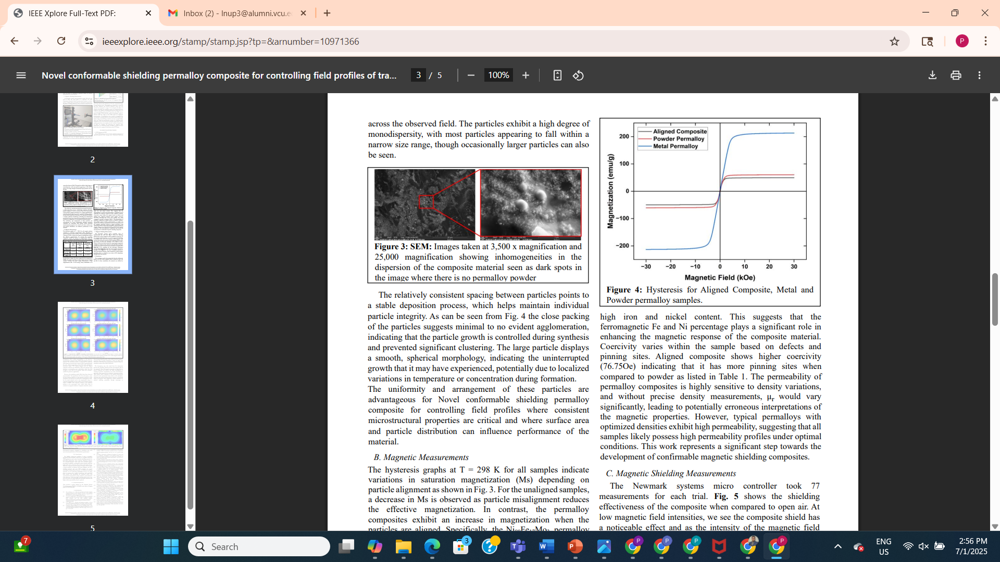 IEEE Xplore Full-Text PDF:
Inbox (2) - lnup3@alumni.vcu.e
ieeexplore.ieee.org/stamp/stamp.jsp?tp=&arnumber=10971366
P
Novel conformable shielding permalloy composite for controlling field profiles of tra...
3 / 5
100%
2
3
4
5
across the observed field. The particles exhibit a high degree of
monodispersity, with most particles appearing to fall within a
narrow size range, though occasionally larger particles can also
be seen.
Figure 3: SEM: Images taken at 3,500 x magnification and
25,000 magnification showing inhomogeneities in the
dispersion of the composite material seen as dark spots in
the image where there is no permalloy powder
The relatively consistent spacing between particles points to
a stable deposition process, which helps maintain individual
particle integrity. As can be seen from Fig. 4 the close packing
of the particles suggests minimal to no evident agglomeration,
indicating that the particle growth is controlled during synthesis
and prevented significant clustering. The large particle displays
a smooth, spherical morphology, indicating the uninterrupted
growth that it may have experienced, potentially due to localized
variations in temperature or concentration during formation.
The uniformity and arrangement of these particles are
advantageous for Novel conformable shielding permalloy
composite for controlling field profiles where consistent
microstructural properties are critical and where surface area
and particle distribution can influence performance of the
material.
B. Magnetic Measurements
The hysteresis graphs at T = 298 K for all samples indicate
variations in saturation magnetization (Ms) depending on
particle alignment as shown in Fig. 3. For the unaligned samples,
a decrease in Ms is observed as particle misalignment reduces
the effective magnetization. In contrast, the permalloy
composites exhibit an increase in magnetization when the
particles are aligned. Specifically, the Ni₈₀Fe₁₇Mo₃ permalloy
Aligned Composite
Powder Permalloy
Metal Permalloy
Magnetization (emu/g)
200
100
0
−100
−200
−30 −20 −10 0 10 20 30
Magnetic Field (kOe)
Figure 4: Hysteresis for Aligned Composite, Metal and
Powder permalloy samples.
high iron and nickel content. This suggests that the
ferromagnetic Fe and Ni percentage plays a significant role in
enhancing the magnetic response of the composite material.
Coercivity varies within the sample based on defects and
pinning sites. Aligned composite shows higher coercivity
(76.75Oe) indicating that it has more pinning sites when
compared to powder as listed in Table 1. The permeability of
permalloy composites is highly sensitive to density variations,
and without precise density measurements, μᵣ would vary
significantly, leading to potentially erroneous interpretations of
the magnetic properties. However, typical permalloys with
optimized densities exhibit high permeability, suggesting that all
samples likely possess high permeability profiles under optimal
conditions. This work represents a significant step towards the
development of confirmable magnetic shielding composites.
C. Magnetic Shielding Measurements
The Newmark systems micro controller took 77
measurements for each trial. Fig. 5 shows the shielding
effectiveness of the composite when compared to open air. At
low magnetic field intensities, we see the composite shield has
a noticeable effect and as the intensity of the magnetic field
7
Search
3
ENG
US
2:56 PM
7/1/2025